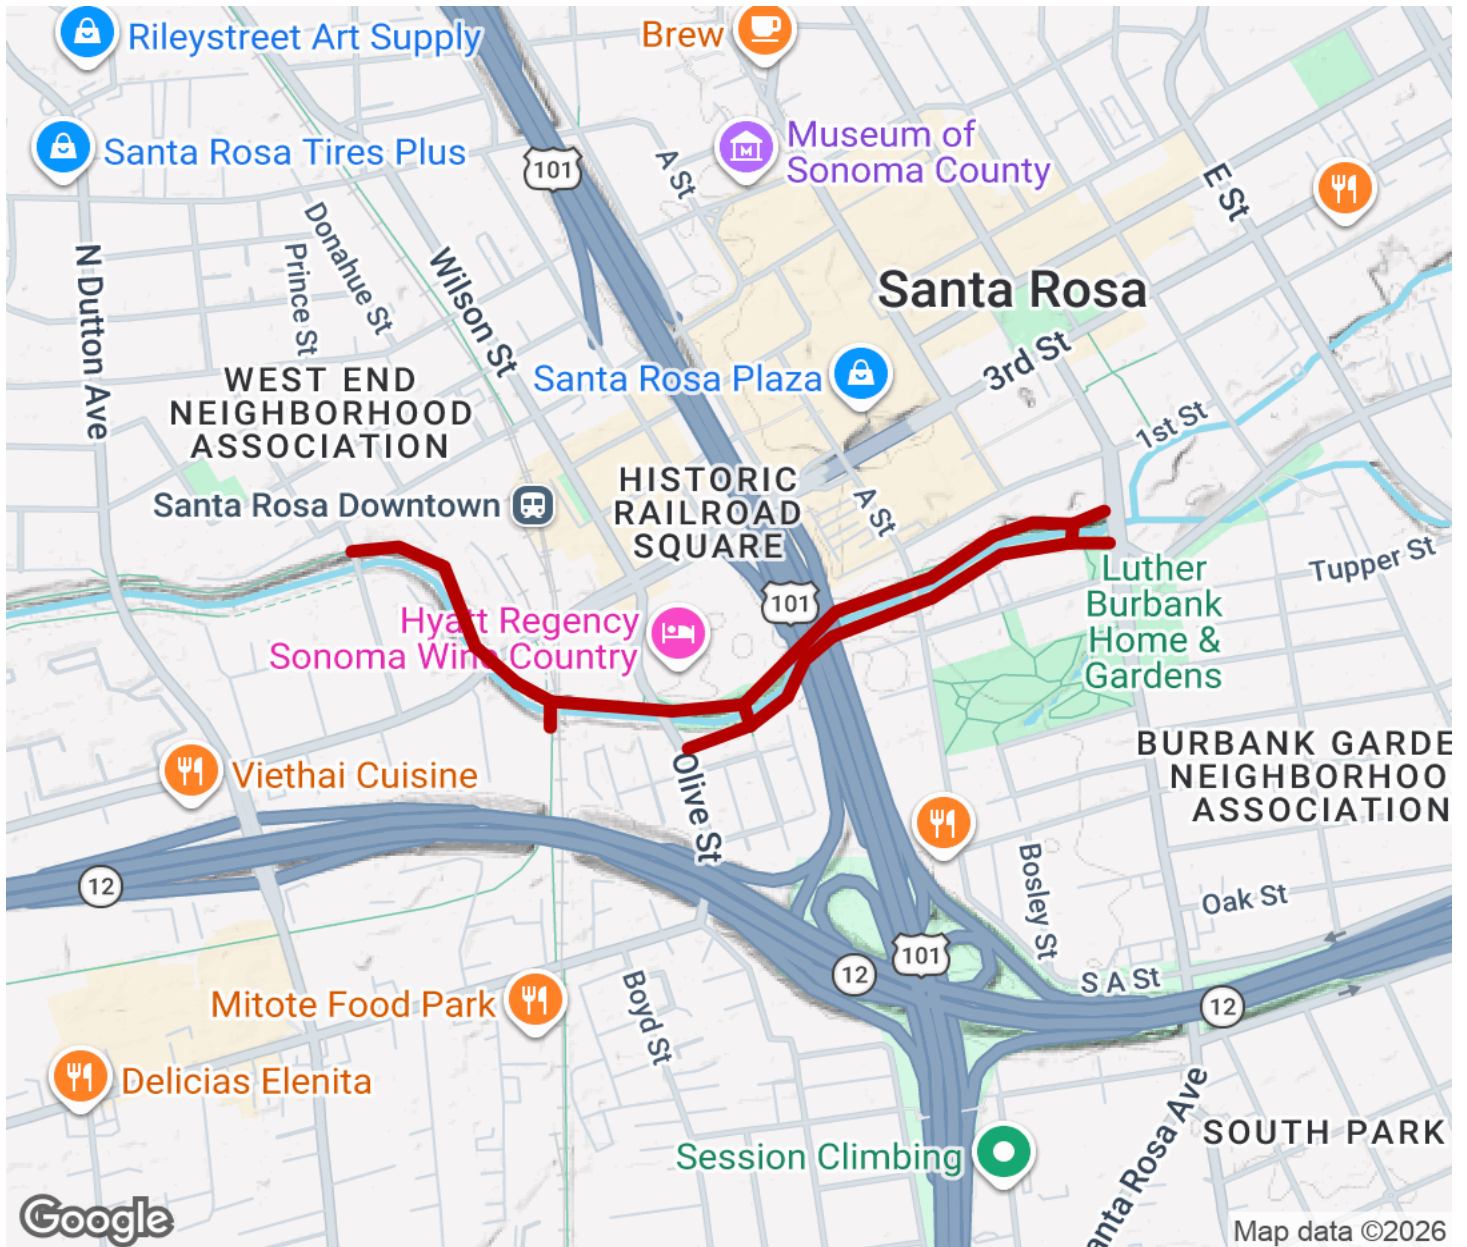 Rileystreet Art Supply
Brew
Santa Rosa Tires Plus
Museum of
Sonoma County
101
A St
E St
N Dutton Ave
Prince St
Donahue St
Wilson St
Santa Rosa
3rd St
Santa Rosa Plaza
WEST END
NEIGHBORHOOD
ASSOCIATION
1st St
HISTORIC
RAILROAD
SQUARE
A St
Santa Rosa Downtown
Tupper St
101
Luther
Burbank
Home &
Gardens
Hyatt Regency
Sonoma Wine Country
BURBANK GARDE
NEIGHBORHOO
ASSOCIATION
Viethai Cuisine
Olive St
12
Bosley St
Oak St
101
12
S A St
12
Mitote Food Park
Boyd St
Delicias Elenita
anta Rosa Ave
SOUTH PARK
Session Climbing
Google
Map data ©2026